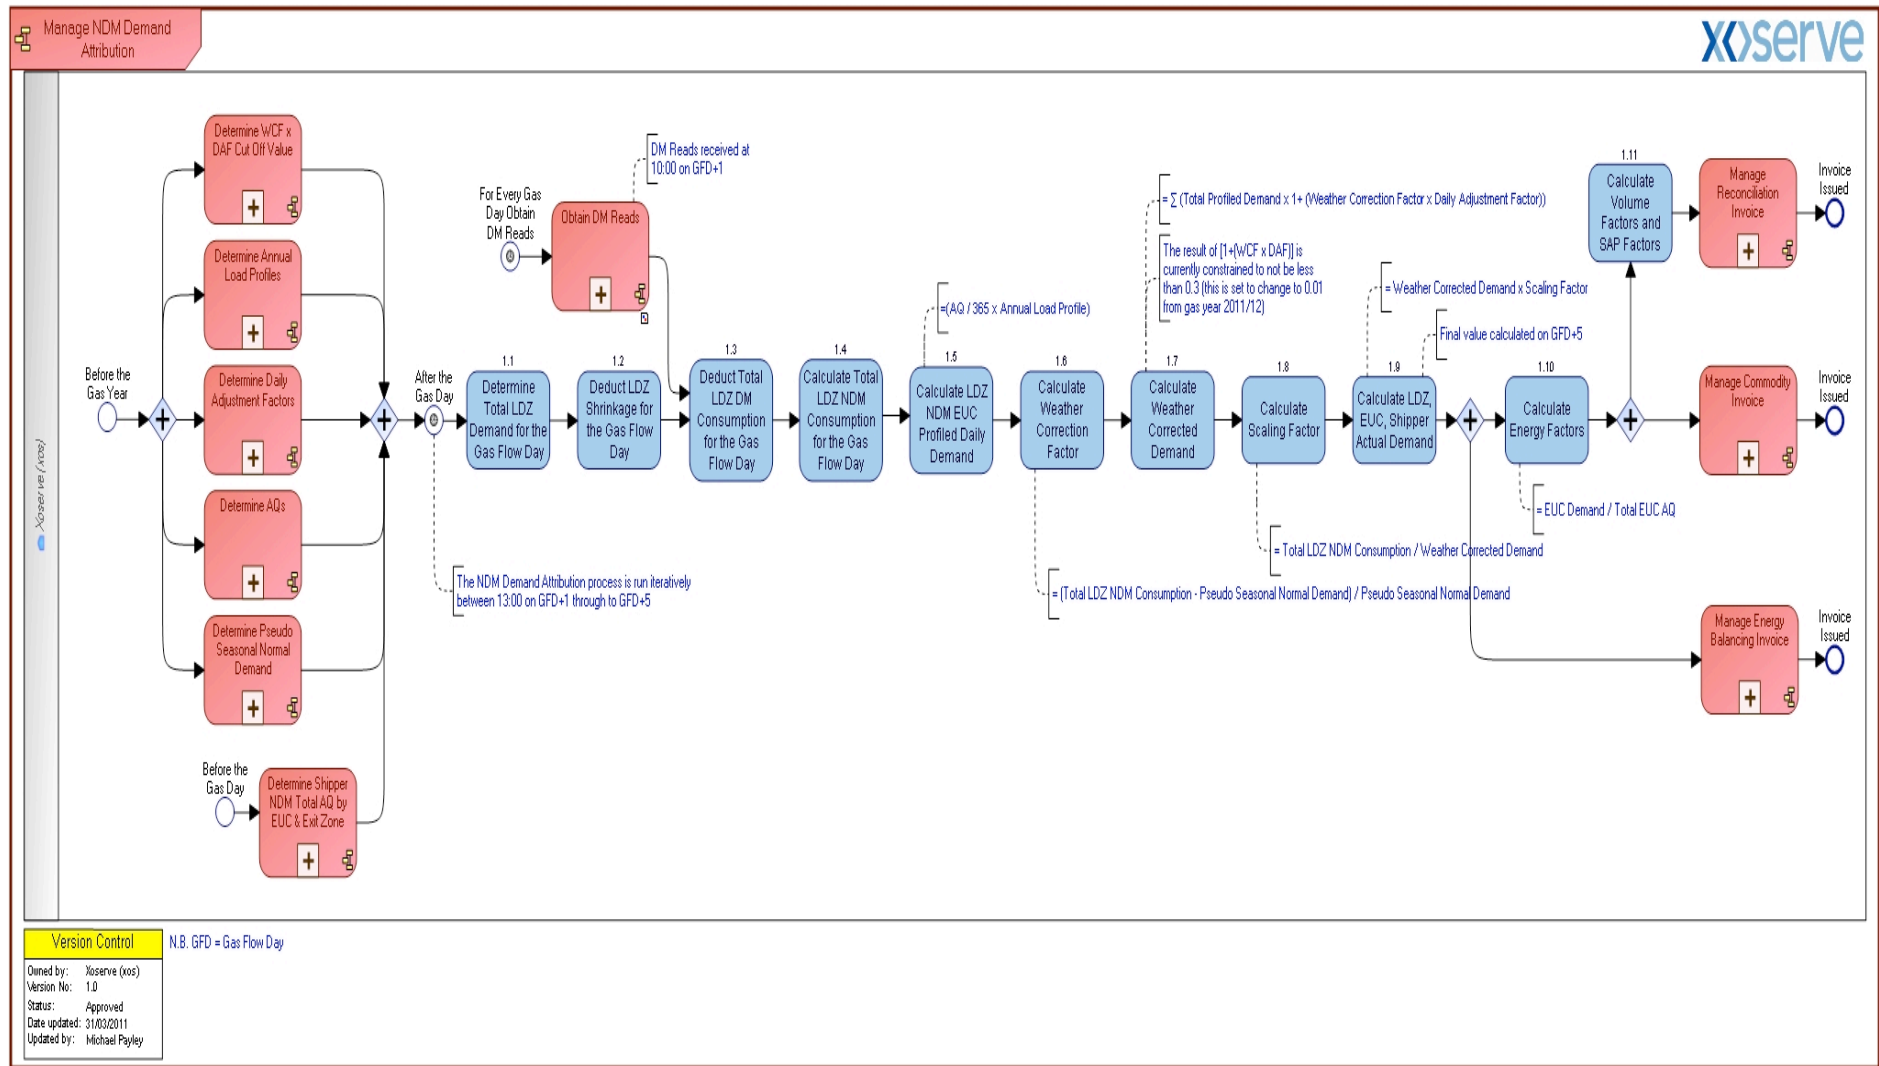 Manage NDM Demand
Attribution
xoserve
Xoserve (xos)
Before the
Gas Year
Determine WCF x
DAF Cut Off Value
Determine Annual
Load Profiles
Determine Daily
Adjustment Factors
Determine AQs
Determine Pseudo
Seasonal Normal
Demand
Before the
Gas Day
Determine Shipper
NDM Total AQ by
EUC & Exit Zone
After the
Gas Day
The NDM Demand Attribution process is run iteratively
between 13:00 on GFD+1 through to GFD+5
For Every Gas
Day Obtain
DM Reads
Obtain DM Reads
DM Reads received at
10:00 on GFD+1
1.1
Determine
Total LDZ
Demand for the
Gas Flow Day
1.2
Deduct LDZ
Shrinkage for
the Gas Flow
Day
1.3
Deduct Total
LDZ DM
Consumption
for the Gas
Flow Day
1.4
Calculate Total
LDZ NDM
Consumption
for the Gas
Flow Day
=(AQ / 365 x Annual Load Profile)
1.5
Calculate LDZ
NDM EUC
Profiled Daily
Demand
1.6
Calculate
Weather
Correction
Factor
= (Total LDZ NDM Consumption - Pseudo Seasonal Normal Demand) / Pseudo Seasonal Normal Demand
= ∑ (Total Profiled Demand x 1+ (Weather Correction Factor x Daily Adjustment Factor))
The result of [1+(WCF x DAF)] is
currently constrained to not be less
than 0.3 (this is set to change to 0.01
from gas year 2011/12)
1.7
Calculate
Weather
Corrected
Demand
1.8
Calculate
Scaling Factor
= Total LDZ NDM Consumption / Weather Corrected Demand
= Weather Corrected Demand x Scaling Factor
Final value calculated on GFD+5
1.9
Calculate LDZ,
EUC, Shipper
Actual Demand
1.10
Calculate
Energy Factors
= EUC Demand / Total EUC AQ
1.11
Calculate
Volume
Factors and
SAP Factors
Manage
Reconciliation
Invoice
Invoice
Issued
Manage Commodity
Invoice
Invoice
Issued
Manage Energy
Balancing Invoice
Invoice
Issued
Version Control
Owned by: Xoserve (xos)
Version No: 1.0
Status: Approved
Date updated: 31/03/2011
Updated by: Michael Payley
N.B. GFD = Gas Flow Day